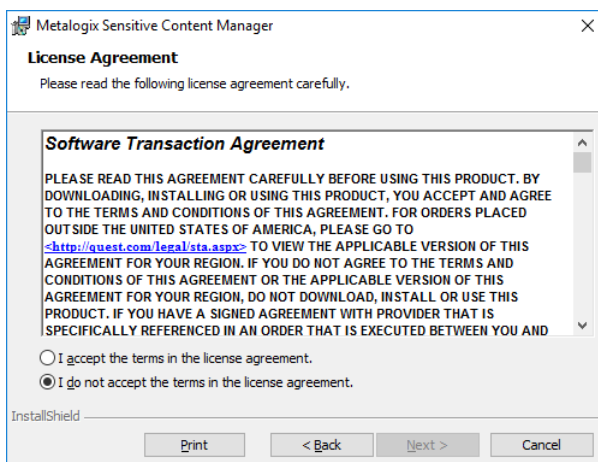 Metalogix Sensitive Content Manager
License Agreement
Please read the following license agreement carefully.
Software Transaction Agreement
PLEASE READ THIS AGREEMENT CAREFULLY BEFORE USING THIS PRODUCT. BY
DOWNLOADING, INSTALLING OR USING THIS PRODUCT, YOU ACCEPT AND AGREE
TO THE TERMS AND CONDITIONS OF THIS AGREEMENT. FOR ORDERS PLACED
OUTSIDE THE UNITED STATES OF AMERICA, PLEASE GO TO
<http://quest.com/legal/sta.aspx> TO VIEW THE APPLICABLE VERSION OF THIS
AGREEMENT FOR YOUR REGION. IF YOU DO NOT AGREE TO THE TERMS AND
CONDITIONS OF THIS AGREEMENT OR THE APPLICABLE VERSION OF THIS
AGREEMENT FOR YOUR REGION, DO NOT DOWNLOAD, INSTALL OR USE THIS
PRODUCT. IF YOU HAVE A SIGNED AGREEMENT WITH PROVIDER THAT IS
SPECIFICALLY REFERENCED IN AN ORDER THAT IS EXECUTED BETWEEN YOU AND
I accept the terms in the license agreement.
I do not accept the terms in the license agreement.
InstallShield
Print < Back Next > Cancel